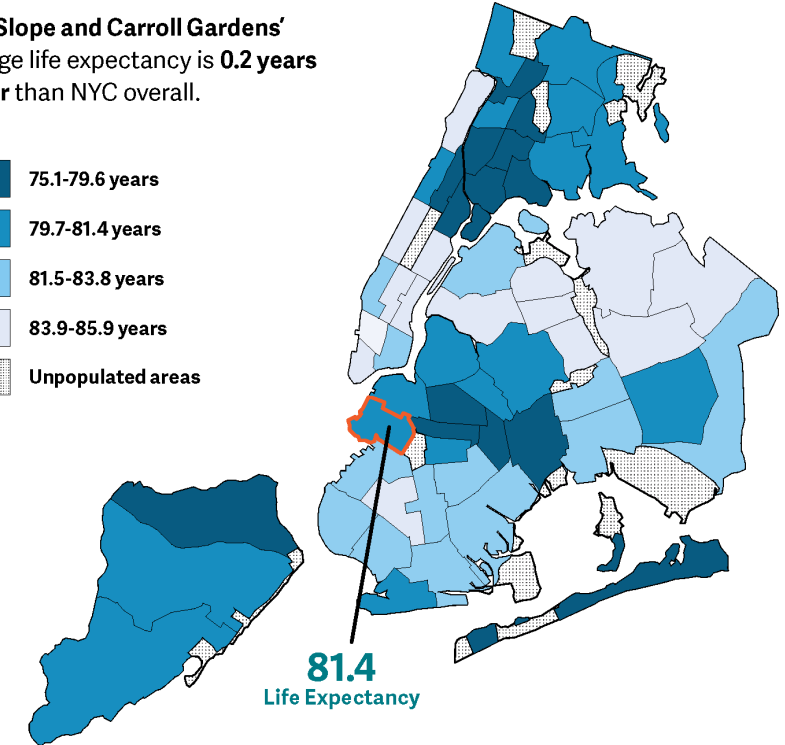 Slope and Carroll Gardens’
life expectancy is 0.2 years
than NYC overall.
75.1-79.6 years
79.7-81.4 years
81.5-83.8 years
83.9-85.9 years
Unpopulated areas
81.4
Life Expectancy